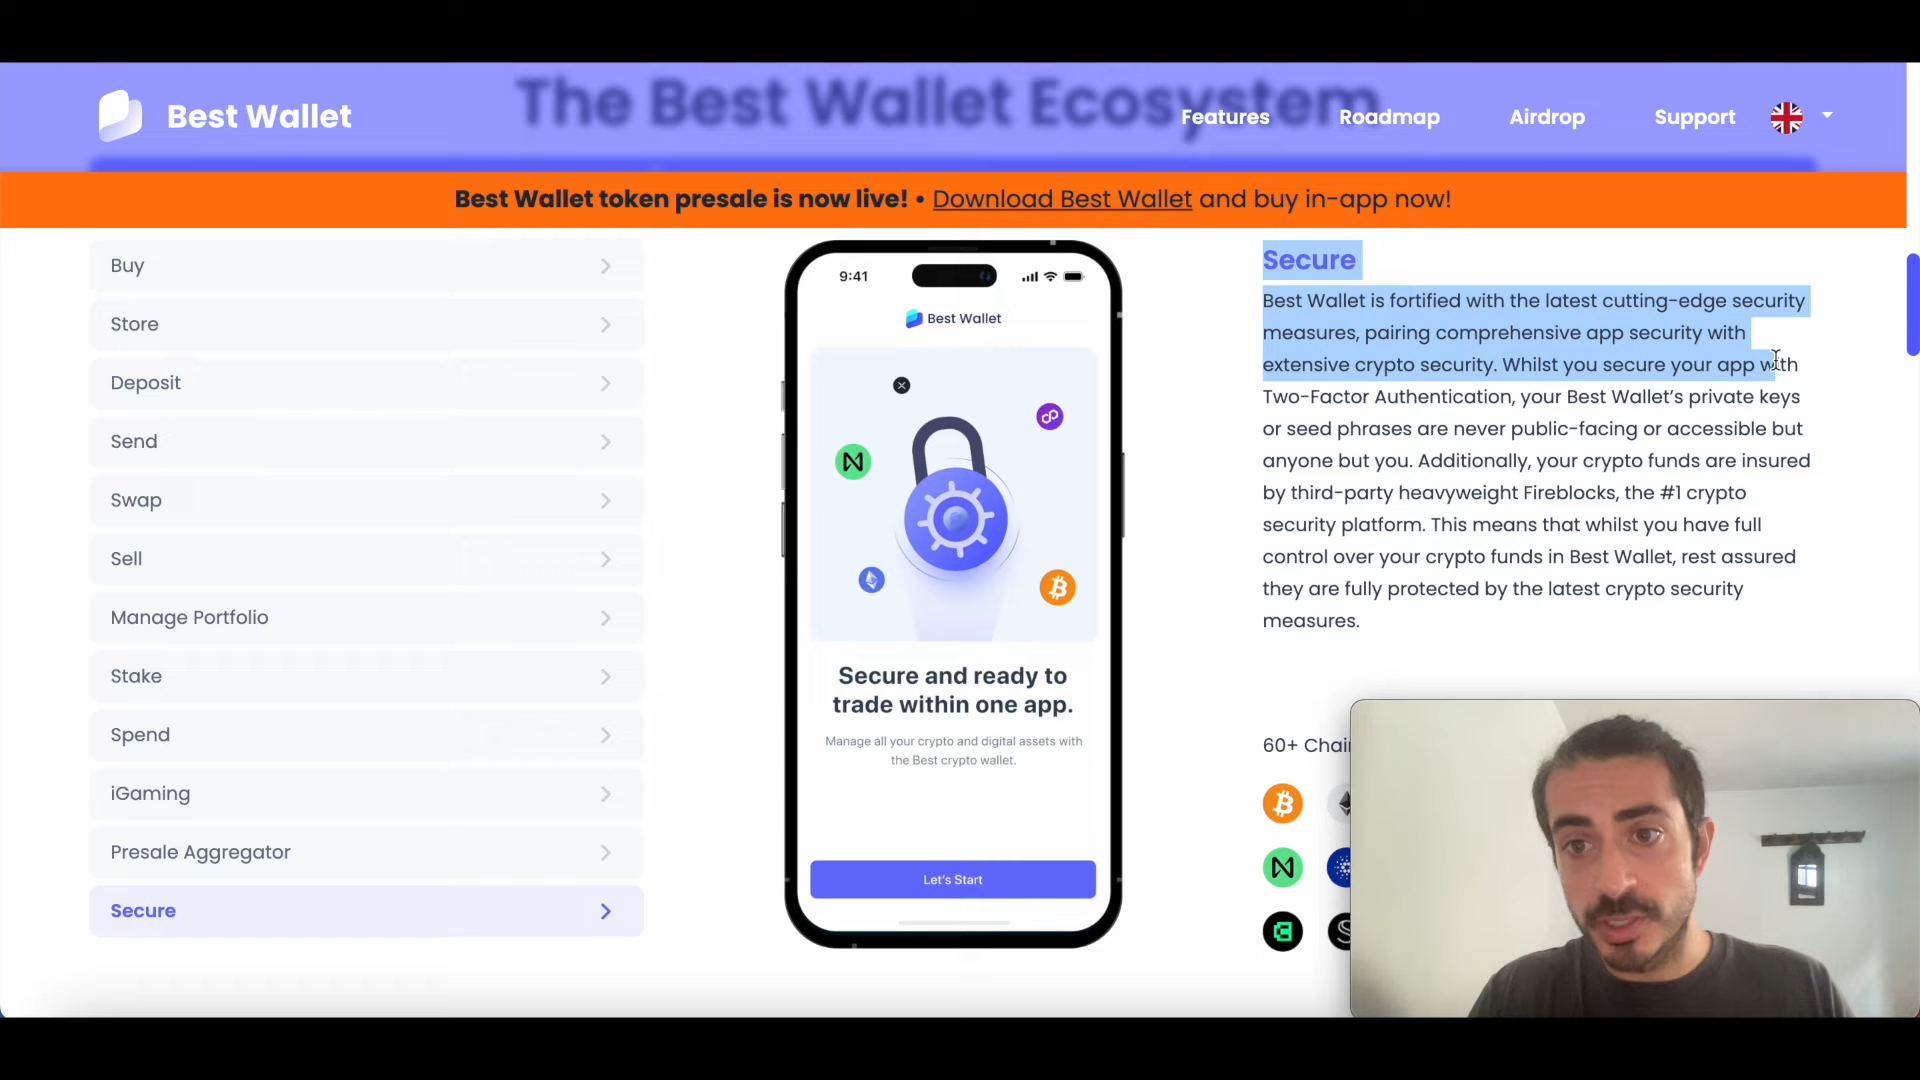 The Best Wallet Ecosystem
Best Wallet
Features
Roadmap
Airdrop
Support
Best Wallet token presale is now live! • Download Best Wallet and buy in-app now!
Buy
Store
Deposit
Send
Swap
Sell
Manage Portfolio
Stake
Spend
iGaming
Presale Aggregator
Secure
9:41
Best Wallet
Secure and ready to
trade within one app.
Manage all your crypto and digital assets with
the Best crypto wallet.
Let's Start
Secure
Best Wallet is fortified with the latest cutting-edge security
measures, pairing comprehensive app security with
extensive crypto security. Whilst you secure your app with
Two-Factor Authentication, your Best Wallet's private keys
or seed phrases are never public-facing or accessible but
anyone but you. Additionally, your crypto funds are insured
by third-party heavyweight Fireblocks, the #1 crypto
security platform. This means that whilst you have full
control over your crypto funds in Best Wallet, rest assured
they are fully protected by the latest crypto security
measures.
60+